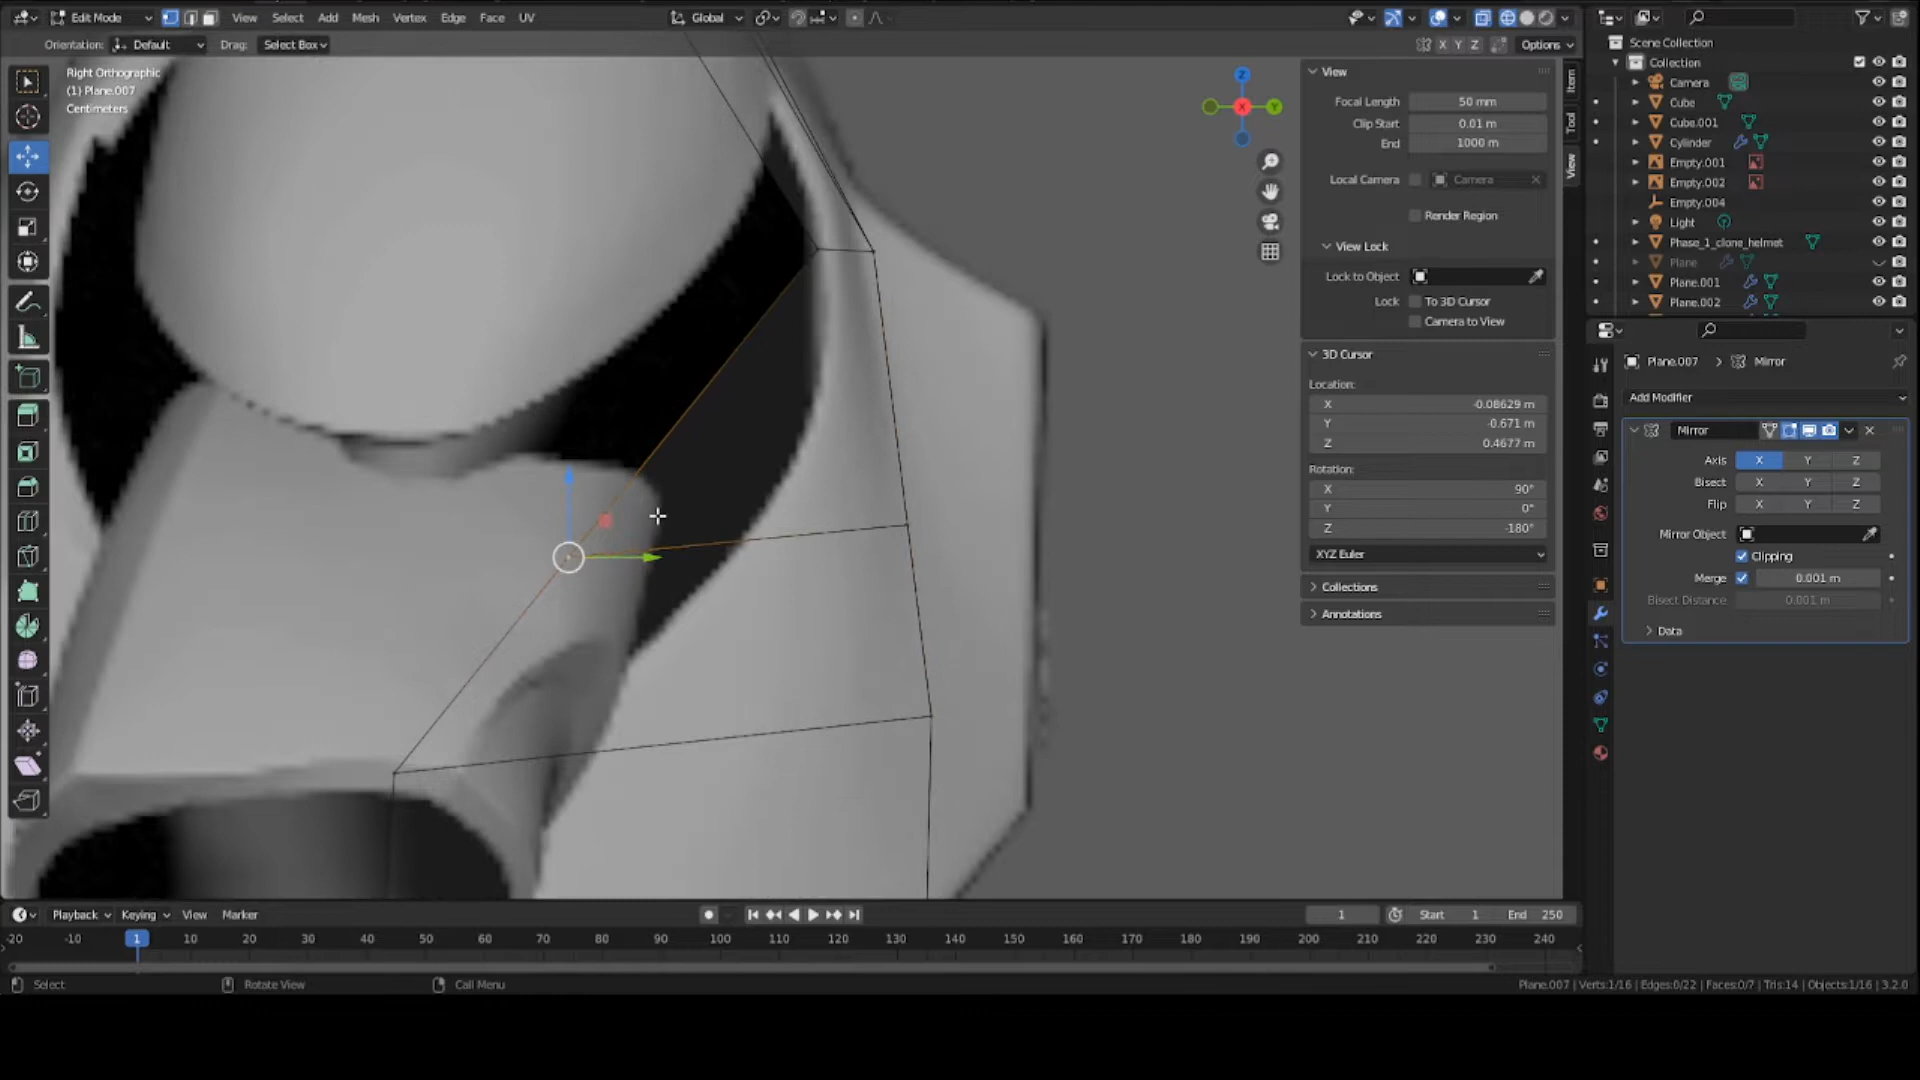 Edit Mode View Select Add Mesh Vertex Edge Face UV Global
Orientation: Default Drag: Select Box X Y Z Options
Right Orthographic
(1) Plane.007
Centimeters
Z
X
Y
View
Focal Length 50 mm
Clip Start 0.01 m
End 1000 m
Local Camera Camera
Render Region
View Lock
Lock to Object
Lock To 3D Cursor
Camera to View
3D Cursor
Location:
X -0.08629 m
Y -0.671 m
Z 0.4677 m
Rotation:
X 90°
Y 0°
Z -180°
XYZ Euler
Collections
Annotations
Item
Tool
View
Scene Collection
Collection
Camera
Cube
Cube.001
Cylinder
Empty.001
Empty.002
Empty.004
Light
Phase_1_clone_helmet
Plane
Plane.001
Plane.002
Plane.007 > Mirror
Add Modifier
Mirror
Axis X Y Z
Bisect X Y Z
Flip X Y Z
Mirror Object
Clipping
Merge 0.001 m
Bisect Distance 0.001 m
Data
Playback Keying View Marker 1 Start 1 End 250
-20 -10 1 10 20 30 40 50 60 70 80 90 100 110 120 130 140 150 160 170 180 190 200 210 220 230 240
Select Rotate View Call Menu Plane.007 | Verts:1/16 | Edges:0/22 | Faces:0/7 | Tris:14 | Objects:1/16 | 3.2.0